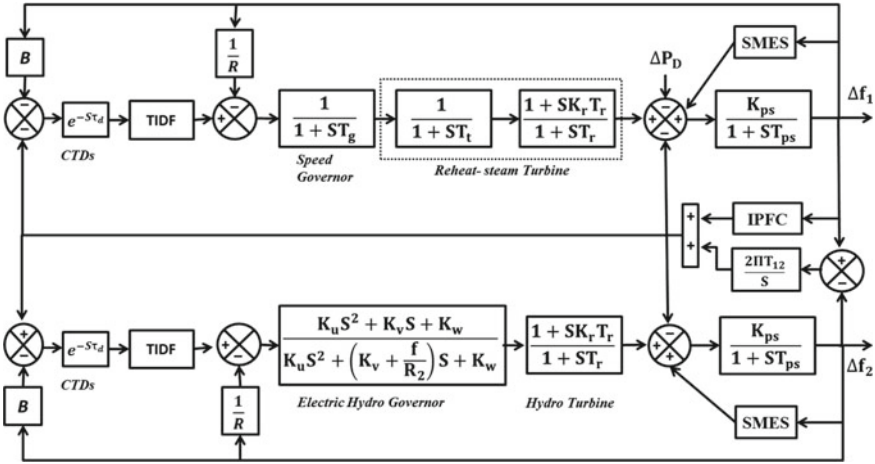 B
1
R
SMES
ΔP_D
− −
e^{-Sτ_d}
TIDF
+ −
1
1 + ST_g
1
1 + ST_t
1 + SK_rT_r
1 + ST_r
− − + +
K_ps
1 + ST_ps
Δf_1
CTDs
Speed
Governor
Reheat- steam Turbine
+
+
IPFC
2ΠT_12
S
+
−
+
−
e^{-Sτ_d}
TIDF
+ −
K_uS^2 + K_vS + K_w
K_uS^2 + (K_v + f/R_2) S + K_w
1 + SK_rT_r
1 + ST_r
− + +
K_ps
1 + ST_ps
Δf_2
CTDs
B
1
R
Electric Hydro Governor
Hydro Turbine
SMES